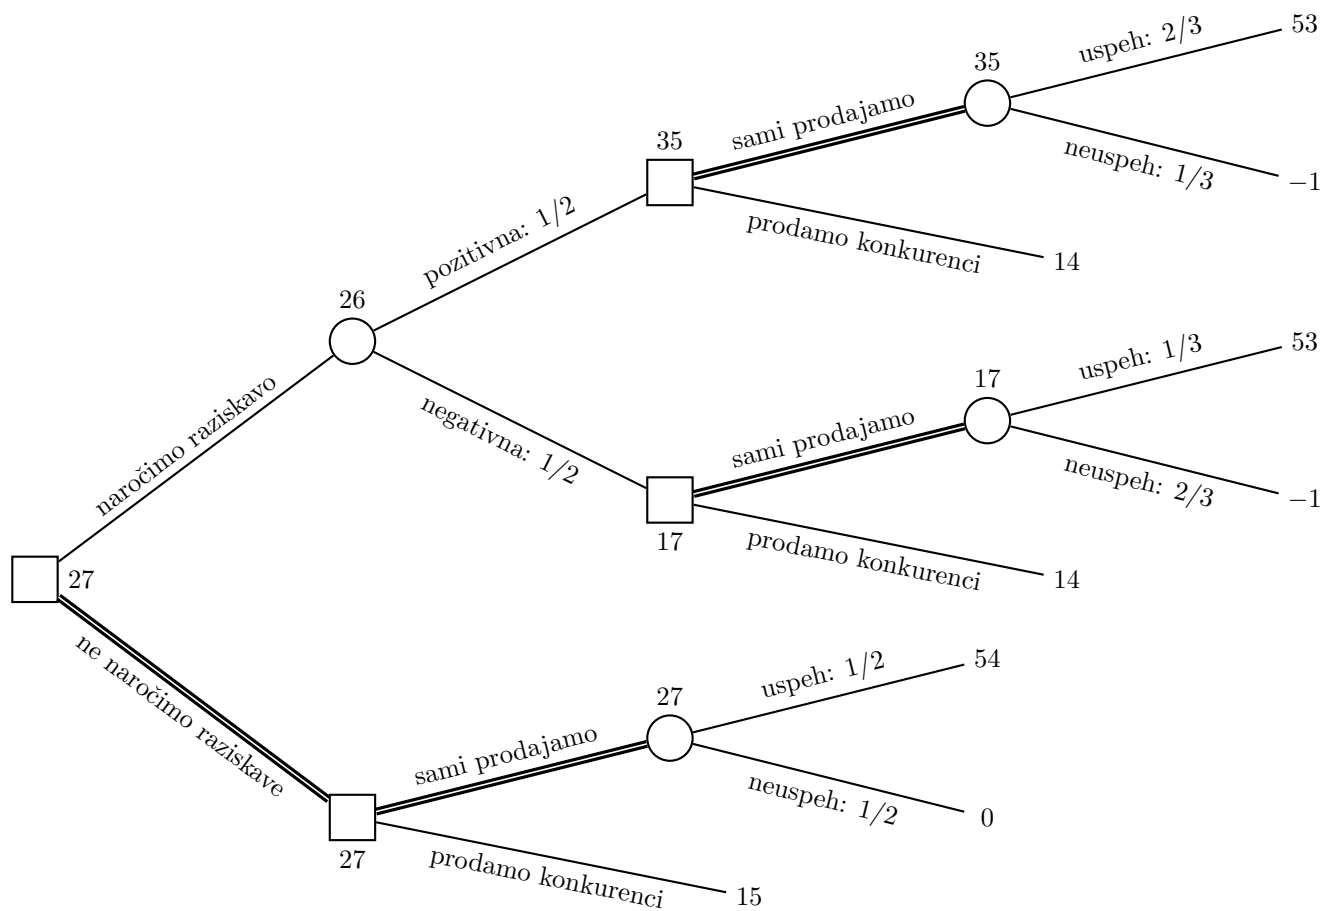 uspeh: 2/3
53
35
sami prodajamo
neuspeh: 1/3
−1
35
prodamo konkurenci
14
pozitivna: 1/2
26
naročimo raziskavo
negativna: 1/2
uspeh: 1/3
53
17
sami prodajamo
neuspeh: 2/3
−1
17
prodamo konkurenci
14
27
ne naročimo raziskave
uspeh: 1/2
54
27
sami prodajamo
neuspeh: 1/2
0
27
prodamo konkurenci
15